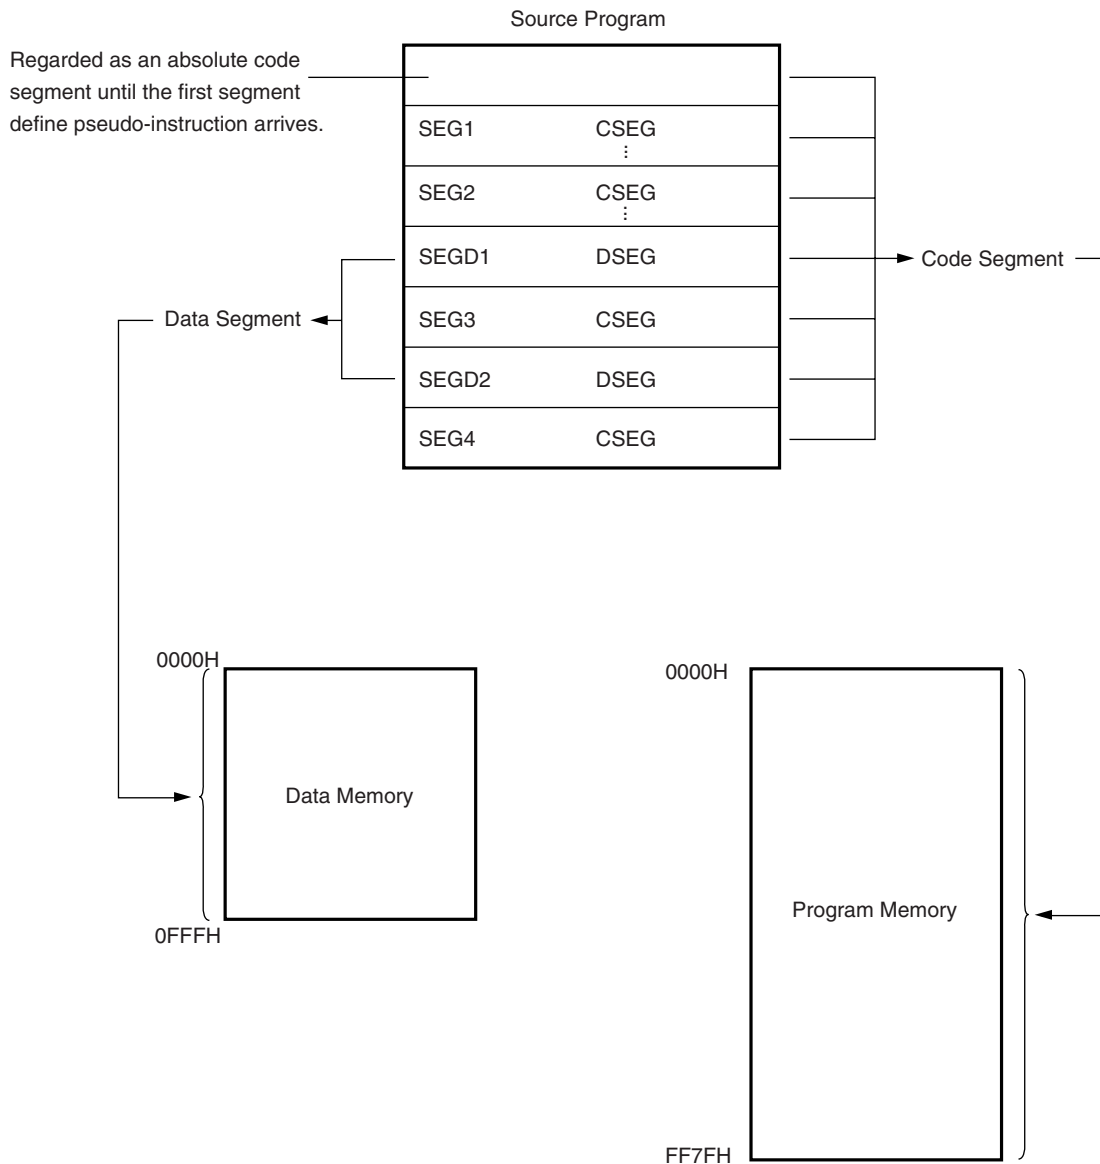 Source Program
Regarded as an absolute code
segment until the first segment
define pseudo-instruction arrives.
SEG1 CSEG
⋮
SEG2 CSEG
⋮
SEGD1 DSEG
SEG3 CSEG
SEGD2 DSEG
SEG4 CSEG
Data Segment
Code Segment
0000H
Data Memory
0FFFH
0000H
Program Memory
FF7FH